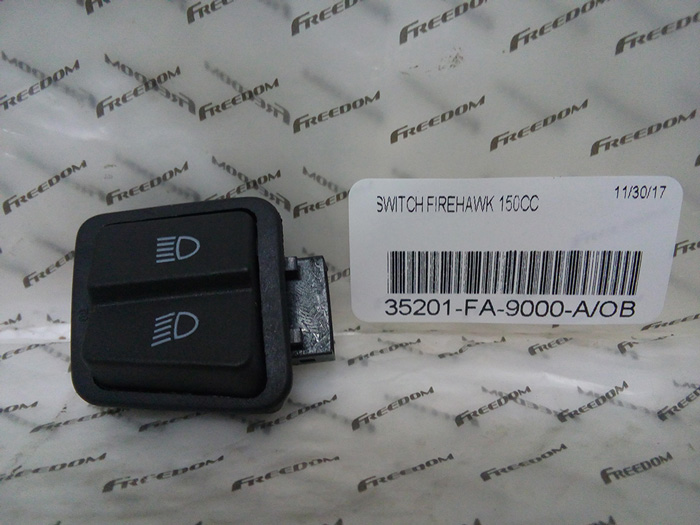 FREEDOM
SWITCH FIREHAWK 150CC
11/30/17
35201-FA-9000-A/OB